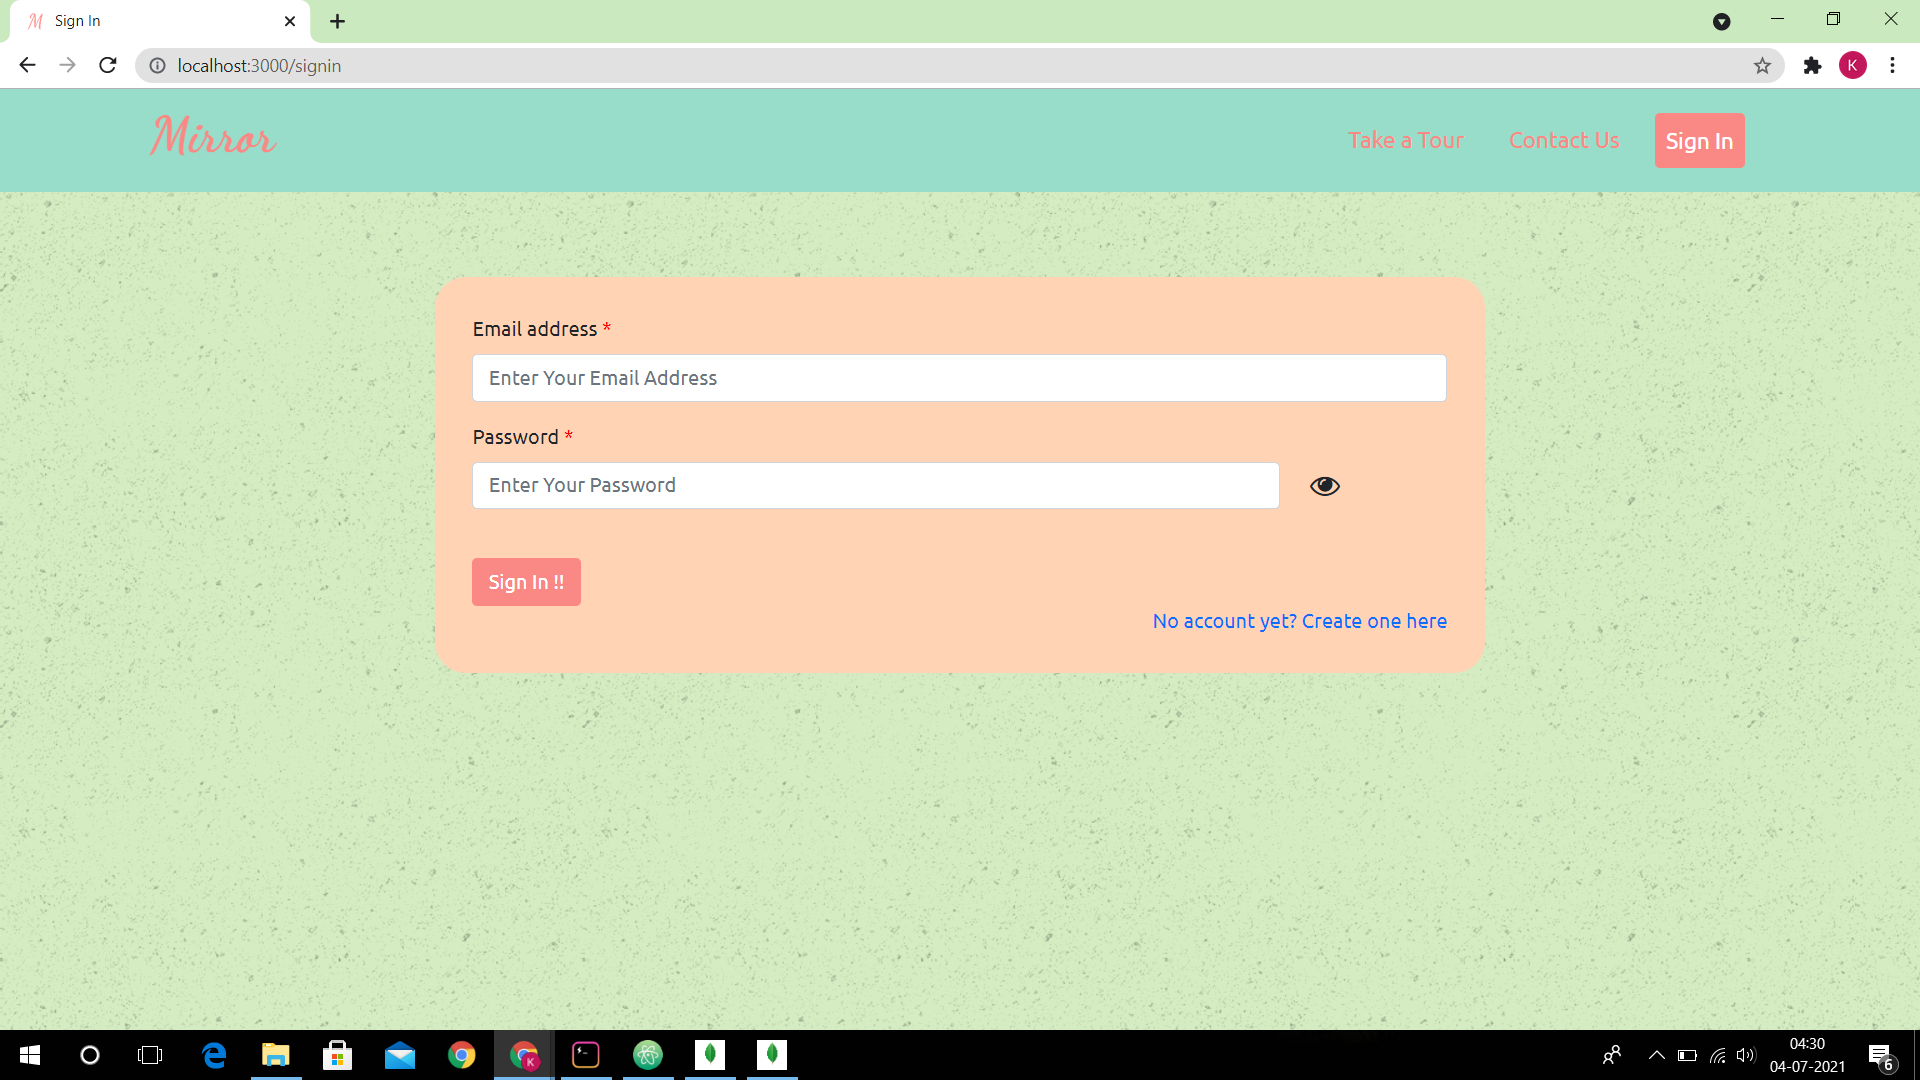 M Sign In
localhost:3000/signin
K
Mirror
Take a Tour
Contact Us
Sign In
Email address *
Enter Your Email Address
Password *
Enter Your Password
Sign In !!
No account yet? Create one here
K
04:30
04-07-2021
6